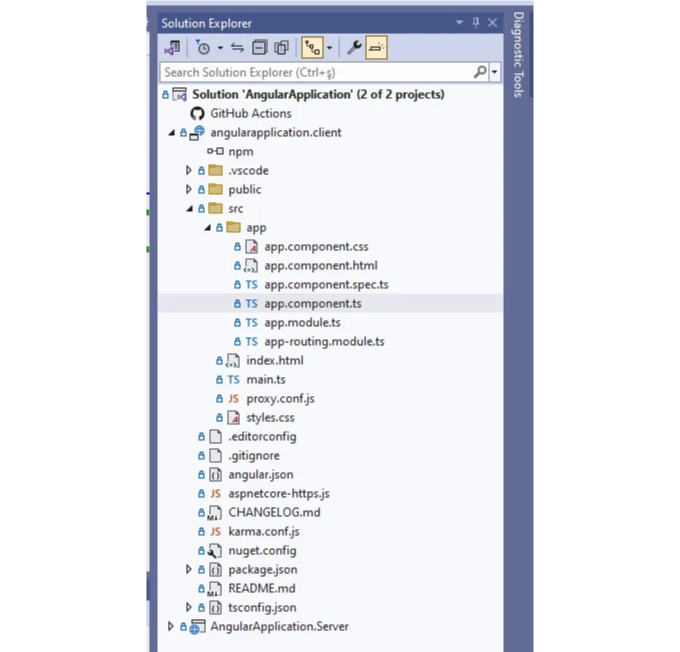 Solution Explorer
Search Solution Explorer (Ctrl+ş)
Solution 'AngularApplication' (2 of 2 projects)
GitHub Actions
angularapplication.client
npm
.vscode
public
src
app
app.component.css
app.component.html
TS app.component.spec.ts
TS app.component.ts
TS app.module.ts
TS app-routing.module.ts
index.html
TS main.ts
JS proxy.conf.js
styles.css
.editorconfig
.gitignore
angular.json
JS aspnetcore-https.js
CHANGELOG.md
JS karma.conf.js
nuget.config
package.json
README.md
tsconfig.json
AngularApplication.Server
Diagnostic Tools